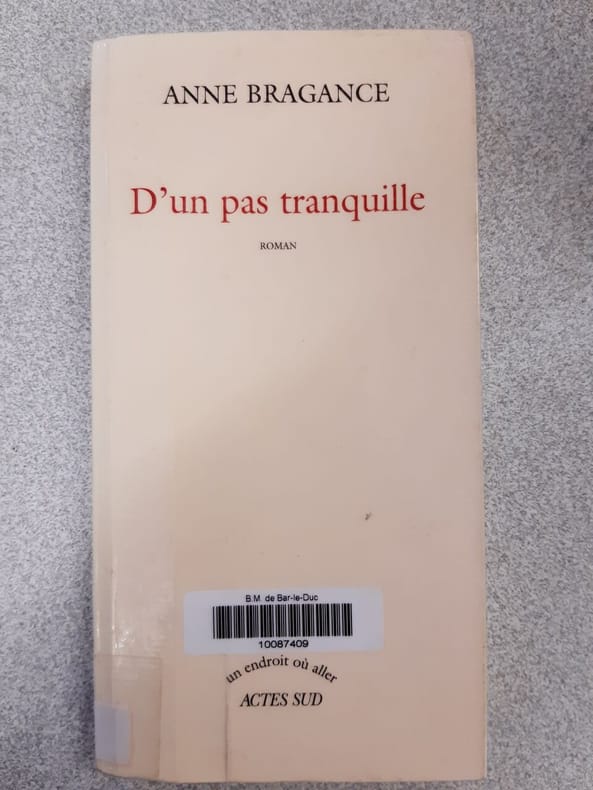 ANNE BRAGANCE
D'un pas tranquille
ROMAN
B.M. de Bar-le-Duc
10087409
un endroit où aller
ACTES SUD